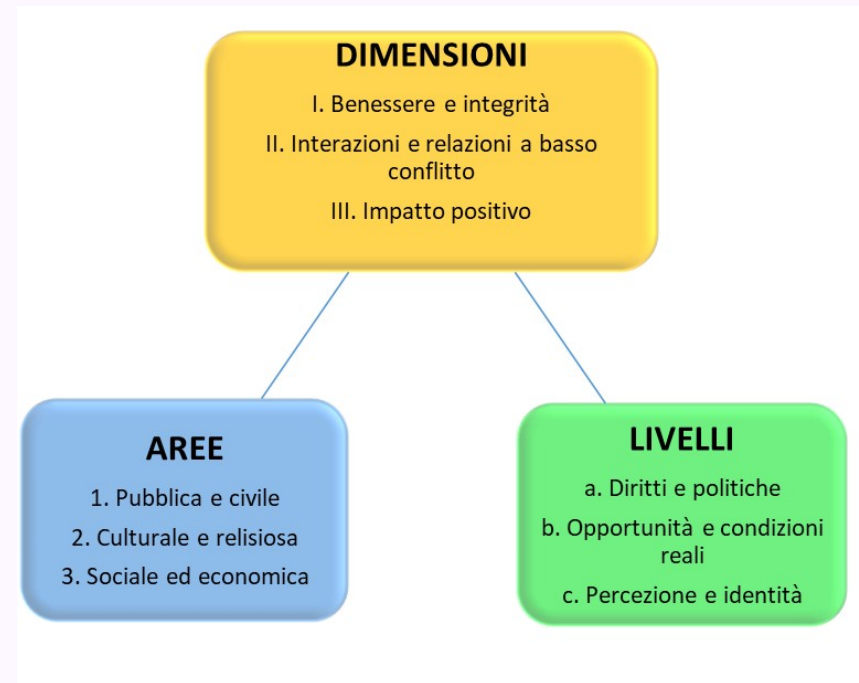 DIMENSIONI
I. Benessere e integrità
II. Interazioni e relazioni a basso
conflitto
III. Impatto positivo
AREE
1. Pubblica e civile
2. Culturale e relisiosa
3. Sociale ed economica
LIVELLI
a. Diritti e politiche
b. Opportunità e condizioni
reali
c. Percezione e identità